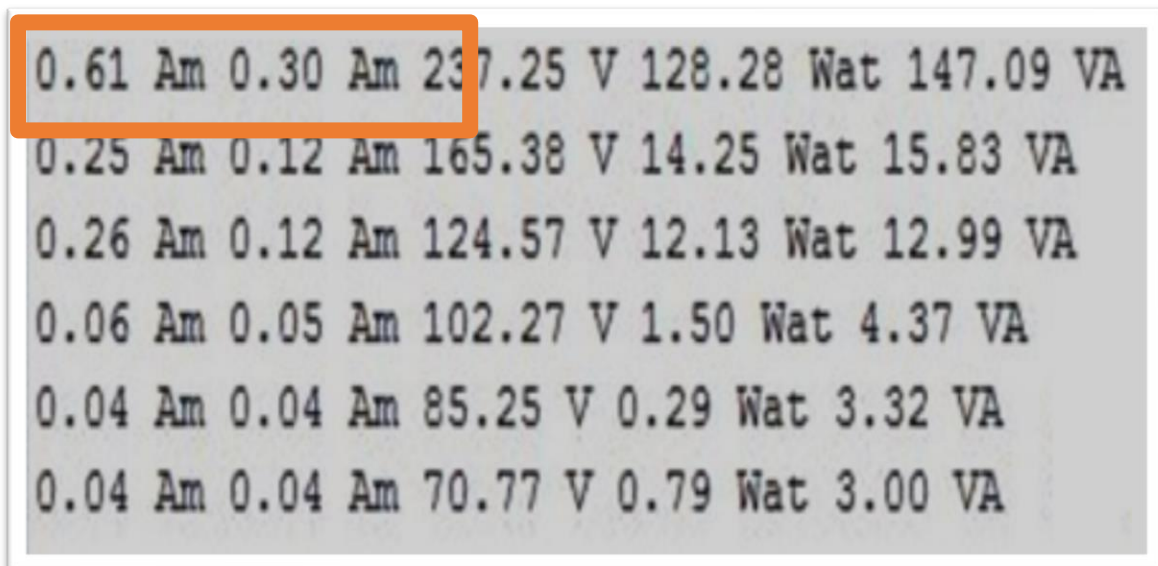 0.61 Am 0.30 Am 237.25 V 128.28 Wat 147.09 VA
0.25 Am 0.12 Am 165.38 V 14.25 Wat 15.83 VA
0.26 Am 0.12 Am 124.57 V 12.13 Wat 12.99 VA
0.06 Am 0.05 Am 102.27 V 1.50 Wat 4.37 VA
0.04 Am 0.04 Am 85.25 V 0.29 Wat 3.32 VA
0.04 Am 0.04 Am 70.77 V 0.79 Wat 3.00 VA